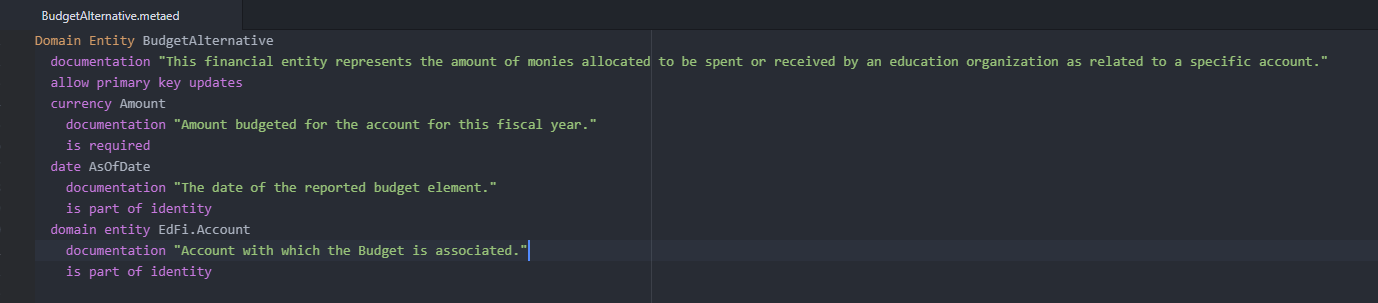 BudgetAlternative.metaed
Domain Entity BudgetAlternative
documentation "This financial entity represents the amount of monies allocated to be spent or received by an education organization as related to a specific account."
allow primary key updates
currency Amount
documentation "Amount budgeted for the account for this fiscal year."
is required
date AsOfDate
documentation "The date of the reported budget element."
is part of identity
domain entity EdFi.Account
documentation "Account with which the Budget is associated."
is part of identity